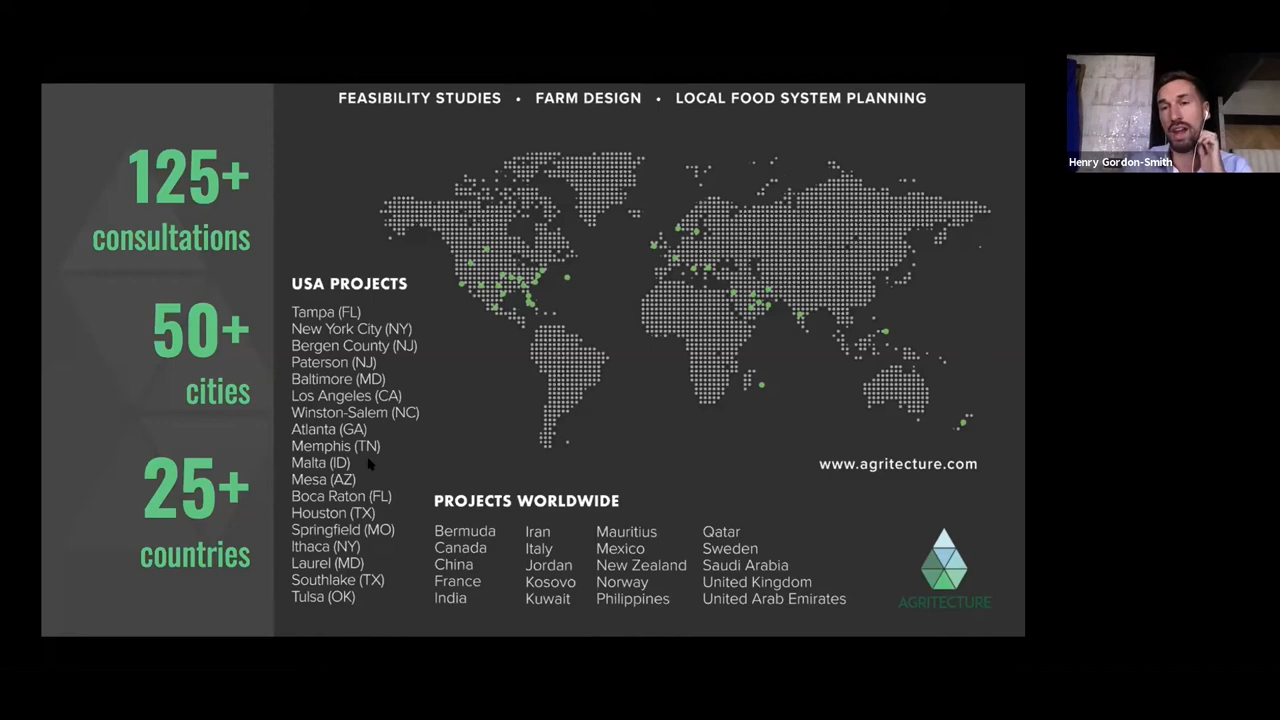 FEASIBILITY STUDIES • FARM DESIGN • LOCAL FOOD SYSTEM PLANNING
125+
consultations
50+
cities
25+
countries
USA PROJECTS
Tampa (FL)
New York City (NY)
Bergen County (NJ)
Paterson (NJ)
Baltimore (MD)
Los Angeles (CA)
Winston-Salem (NC)
Atlanta (GA)
Memphis (TN)
Malta (ID)
Mesa (AZ)
Boca Raton (FL)
Houston (TX)
Springfield (MO)
Ithaca (NY)
Laurel (MD)
Southlake (TX)
Tulsa (OK)
www.agritecture.com
PROJECTS WORLDWIDE
Bermuda
Canada
China
France
India
Iran
Italy
Jordan
Kosovo
Kuwait
Mauritius
Mexico
New Zealand
Norway
Philippines
Qatar
Sweden
Saudi Arabia
United Kingdom
United Arab Emirates
AGRITECTURE
Henry Gordon-Smith